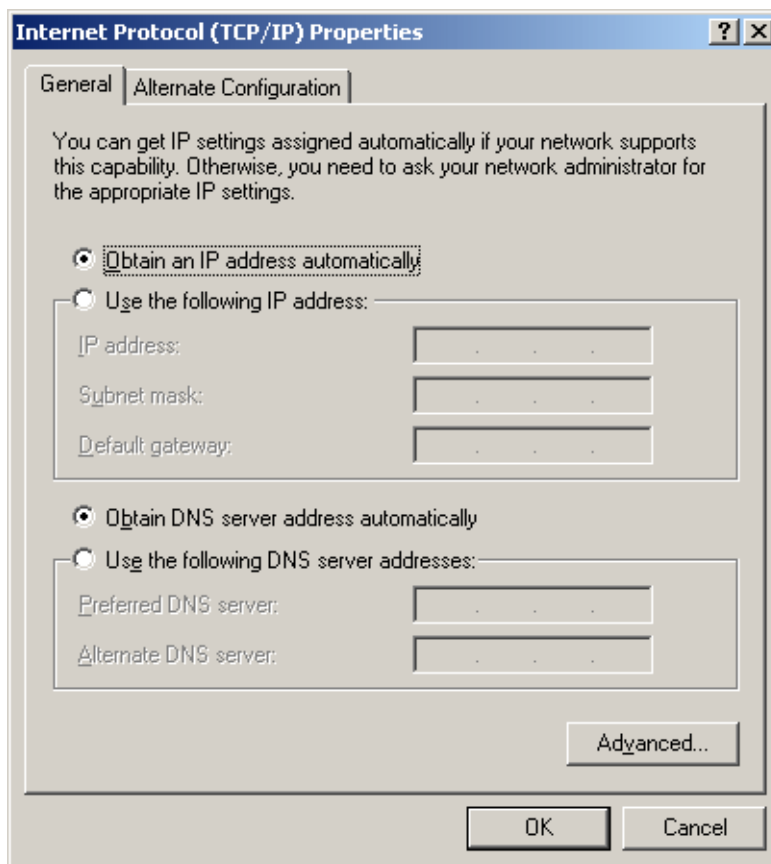 Internet Protocol (TCP/IP) Properties
General
Alternate Configuration
You can get IP settings assigned automatically if your network supports
this capability. Otherwise, you need to ask your network administrator for
the appropriate IP settings.
Obtain an IP address automatically
Use the following IP address:
IP address:
Subnet mask:
Default gateway:
Obtain DNS server address automatically
Use the following DNS server addresses:
Preferred DNS server:
Alternate DNS server:
Advanced...
OK
Cancel